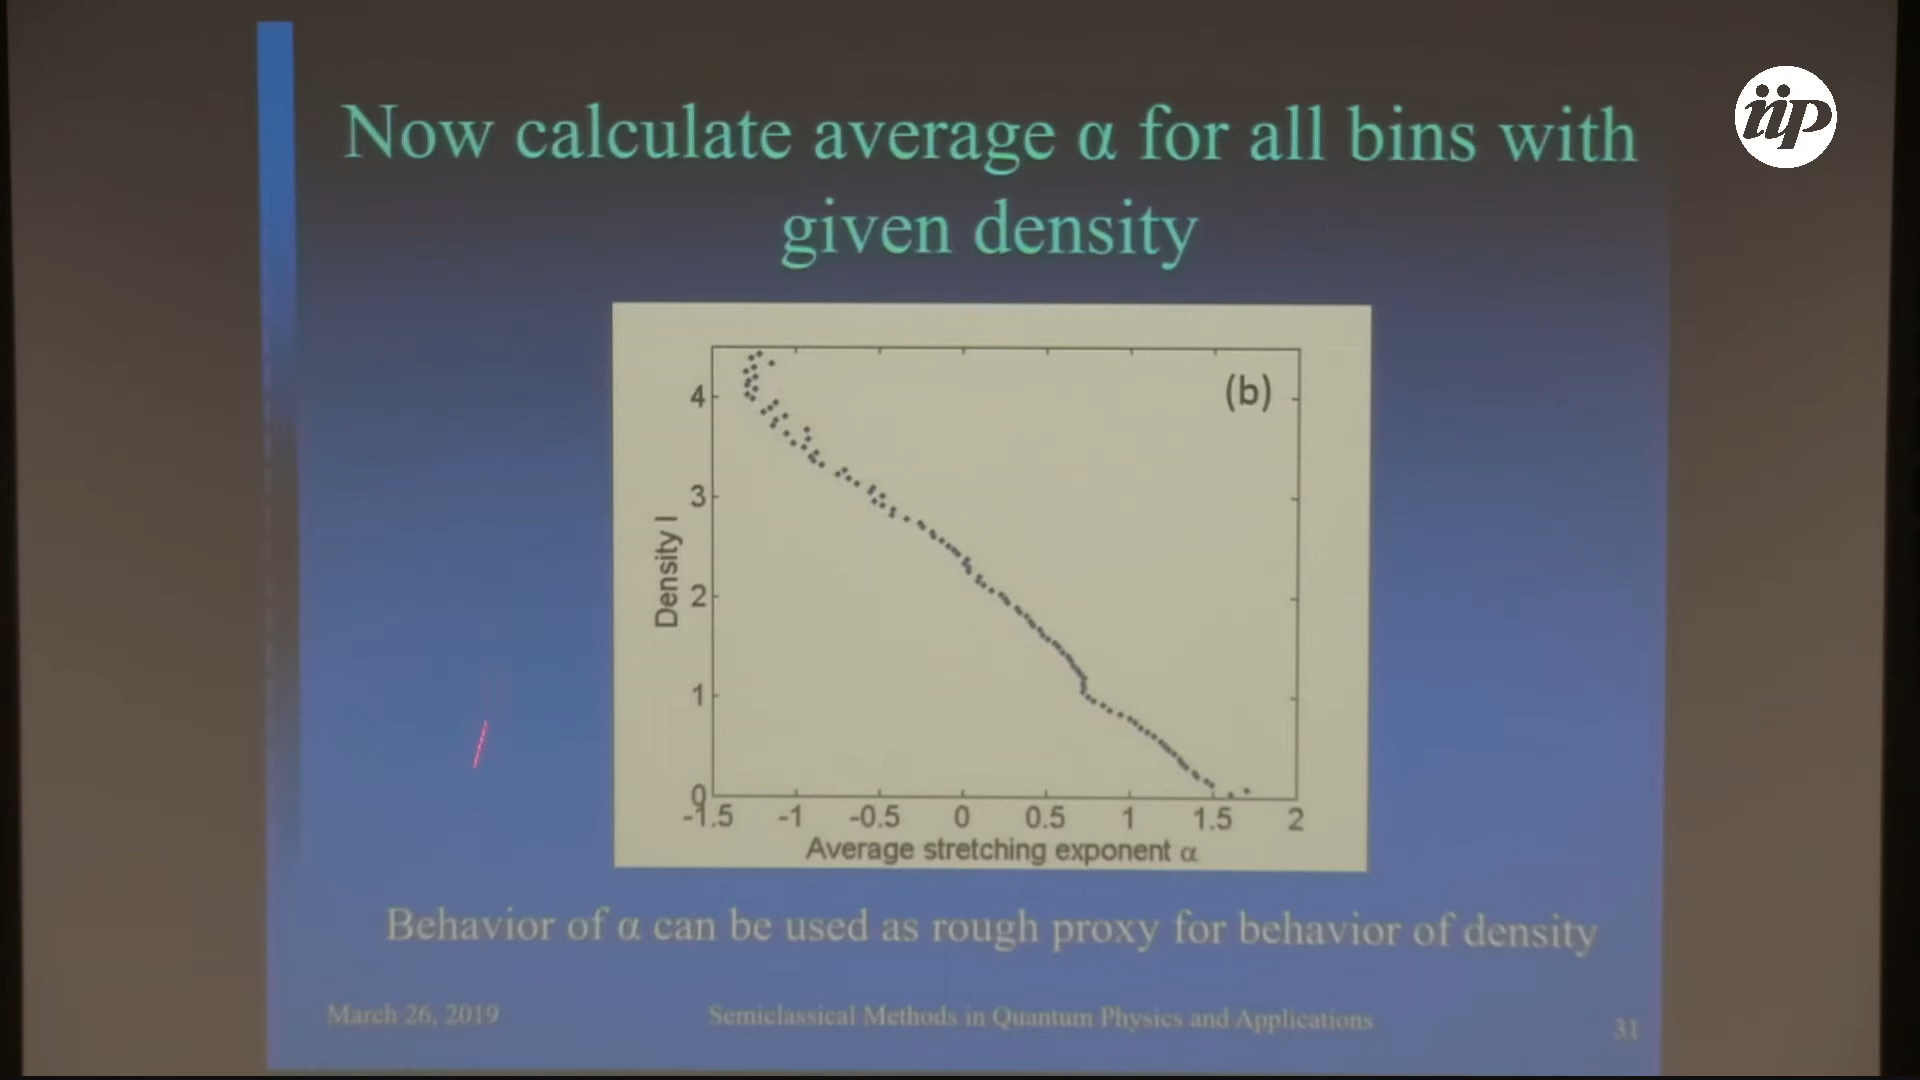 iip
Now calculate average α for all bins with
given density
(b)
4
3
2
1
0
Density I
-1.5 -1 -0.5 0 0.5 1 1.5 2
Average stretching exponent α
Behavior of α can be used as rough proxy for behavior of density
March 26, 2019 Semiclassical Methods in Quantum Physics and Applications 31